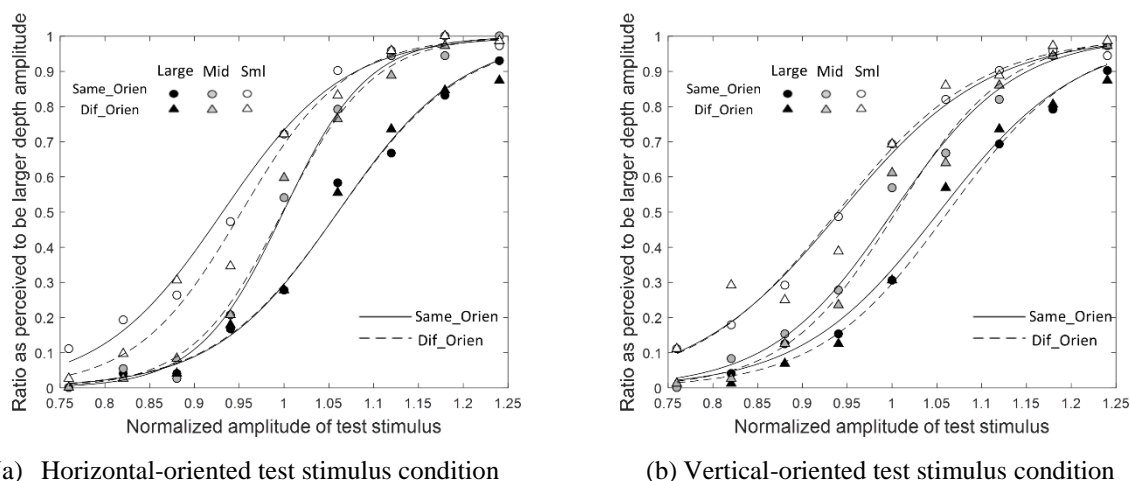 Ratio as perceived to be larger depth amplitude
1
0.9
0.8
0.7
0.6
0.5
0.4
0.3
0.2
0.1
0
Large Mid Sml
Same_Orien
Dif_Orien
Same_Orien
Dif_Orien
0.75 0.8 0.85 0.9 0.95 1 1.05 1.1 1.15 1.2 1.25
Normalized amplitude of test stimulus
a) Horizontal-oriented test stimulus condition
Ratio as perceived to be larger depth amplitude
1
0.9
0.8
0.7
0.6
0.5
0.4
0.3
0.2
0.1
0
Large Mid Sml
Same_Orien
Dif_Orien
Same_Orien
Dif_Orien
0.75 0.8 0.85 0.9 0.95 1 1.05 1.1 1.15 1.2 1.25
Normalized amplitude of test stimulus
(b) Vertical-oriented test stimulus condition